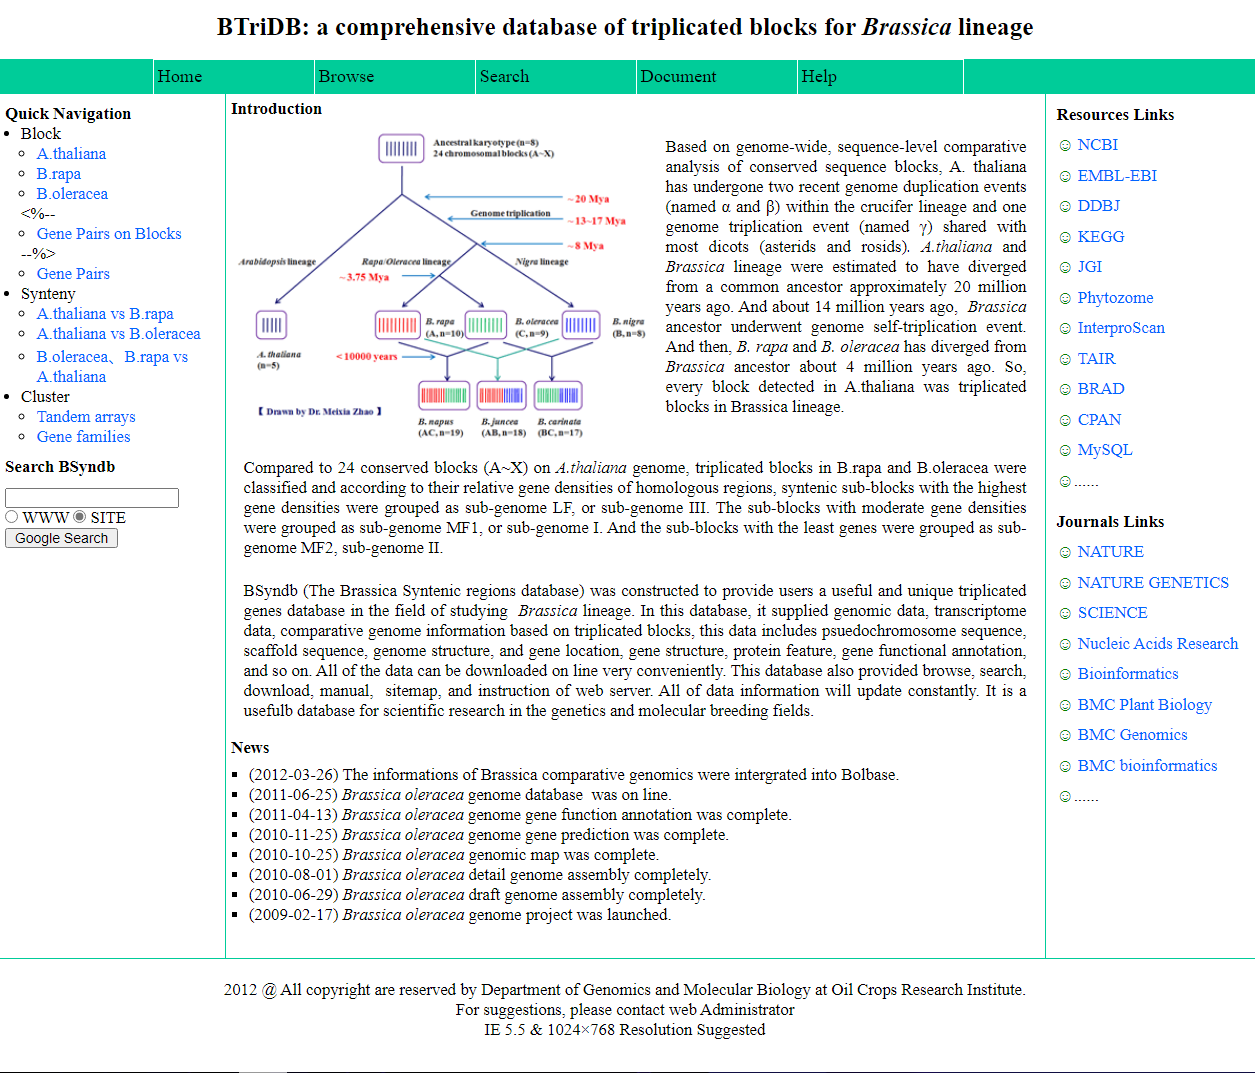 BTriDB: a comprehensive database of triplicated blocks for Brassica lineage
Home
Browse
Search
Document
Help
Quick Navigation
Block
A.thaliana
B.rapa
B.oleracea
<%--
Gene Pairs on Blocks
--%>
Gene Pairs
Synteny
A.thaliana vs B.rapa
A.thaliana vs B.oleracea
B.oleracea、B.rapa vs
A.thaliana
Cluster
Tandem arrays
Gene families
Search BSyndb
WWW SITE
Google Search
Introduction
Ancestral karyotype (n=8)
24 chromosomal blocks (A~X)
~20 Mya
Genome triplication
~13-17 Mya
~8 Mya
Arabidopsis lineage
Rapa/Oleracea lineage
Nigra lineage
~3.75 Mya
B. rapa
(A, n=10)
B. oleracea
(C, n=9)
B. nigra
(B, n=8)
A. thaliana
(n=5)
<10000 years
【 Drawn by Dr. Meixia Zhao 】
B. napus
(AC, n=19)
B. juncea
(AB, n=18)
B. carinata
(BC, n=17)
Based on genome-wide, sequence-level comparative
analysis of conserved sequence blocks, A. thaliana
has undergone two recent genome duplication events
(named α and β) within the crucifer lineage and one
genome triplication event (named γ) shared with
most dicots (asterids and rosids). A.thaliana and
Brassica lineage were estimated to have diverged
from a common ancestor approximately 20 million
years ago. And about 14 million years ago, Brassica
ancestor underwent genome self-triplication event.
And then, B. rapa and B. oleracea has diverged from
Brassica ancestor about 4 million years ago. So,
every block detected in A.thaliana was triplicated
blocks in Brassica lineage.
Compared to 24 conserved blocks (A~X) on A.thaliana genome, triplicated blocks in B.rapa and B.oleracea were
classified and according to their relative gene densities of homologous regions, syntenic sub-blocks with the highest
gene densities were grouped as sub-genome LF, or sub-genome III. The sub-blocks with moderate gene densities
were grouped as sub-genome MF1, or sub-genome I. And the sub-blocks with the least genes were grouped as sub-
genome MF2, sub-genome II.
BSyndb (The Brassica Syntenic regions database) was constructed to provide users a useful and unique triplicated
genes database in the field of studying Brassica lineage. In this database, it supplied genomic data, transcriptome
data, comparative genome information based on triplicated blocks, this data includes psuedochromosome sequence,
scaffold sequence, genome structure, and gene location, gene structure, protein feature, gene functional annotation,
and so on. All of the data can be downloaded on line very conveniently. This database also provided browse, search,
download, manual, sitemap, and instruction of web server. All of data information will update constantly. It is a
usefulb database for scientific research in the genetics and molecular breeding fields.
News
(2012-03-26) The informations of Brassica comparative genomics were intergrated into Bolbase.
(2011-06-25) Brassica oleracea genome database was on line.
(2011-04-13) Brassica oleracea genome gene function annotation was complete.
(2010-11-25) Brassica oleracea genome gene prediction was complete.
(2010-10-25) Brassica oleracea genomic map was complete.
(2010-08-01) Brassica oleracea detail genome assembly completely.
(2010-06-29) Brassica oleracea draft genome assembly completely.
(2009-02-17) Brassica oleracea genome project was launched.
Resources Links
☺ NCBI
☺ EMBL-EBI
☺ DDBJ
☺ KEGG
☺ JGI
☺ Phytozome
☺ InterproScan
☺ TAIR
☺ BRAD
☺ CPAN
☺ MySQL
☺......
Journals Links
☺ NATURE
☺ NATURE GENETICS
☺ SCIENCE
☺ Nucleic Acids Research
☺ Bioinformatics
☺ BMC Plant Biology
☺ BMC Genomics
☺ BMC bioinformatics
☺......
2012 @ All copyright are reserved by Department of Genomics and Molecular Biology at Oil Crops Research Institute.
For suggestions, please contact web Administrator
IE 5.5 & 1024×768 Resolution Suggested